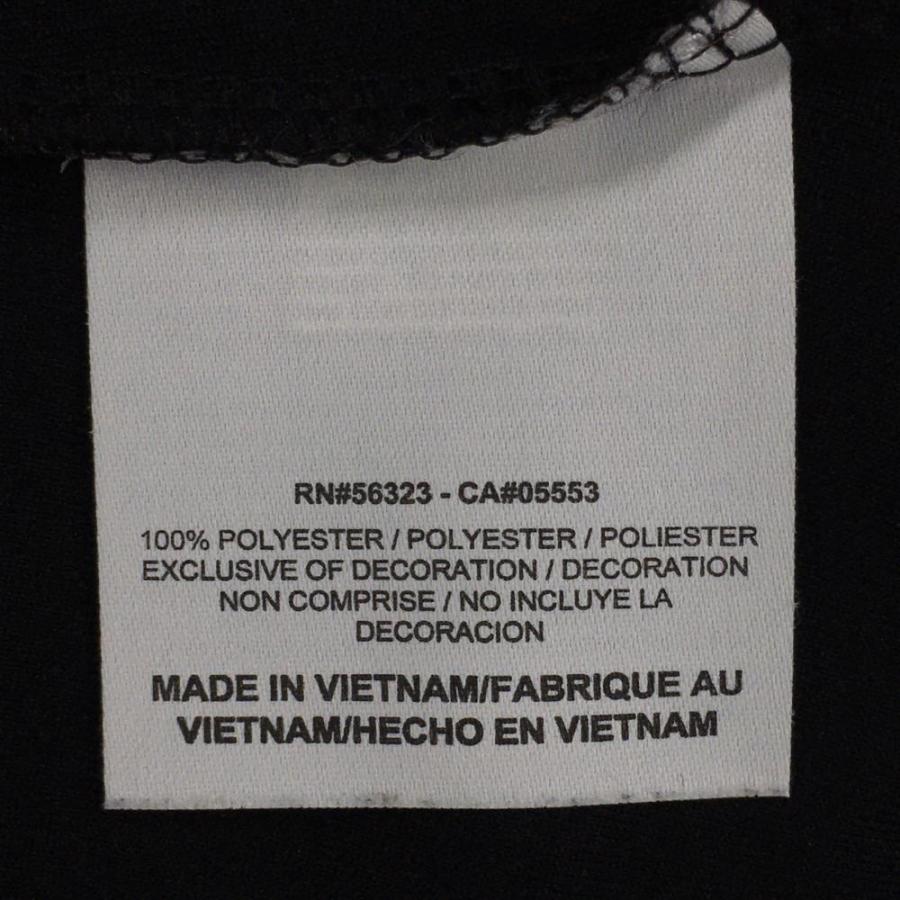 RN#56323 - CA#05553
100% POLYESTER / POLYESTER / POLIESTER
EXCLUSIVE OF DECORATION / DECORATION
NON COMPRISE / NO INCLUYE LA
DECORACION
MADE IN VIETNAM/FABRIQUE AU
VIETNAM/HECHO EN VIETNAM